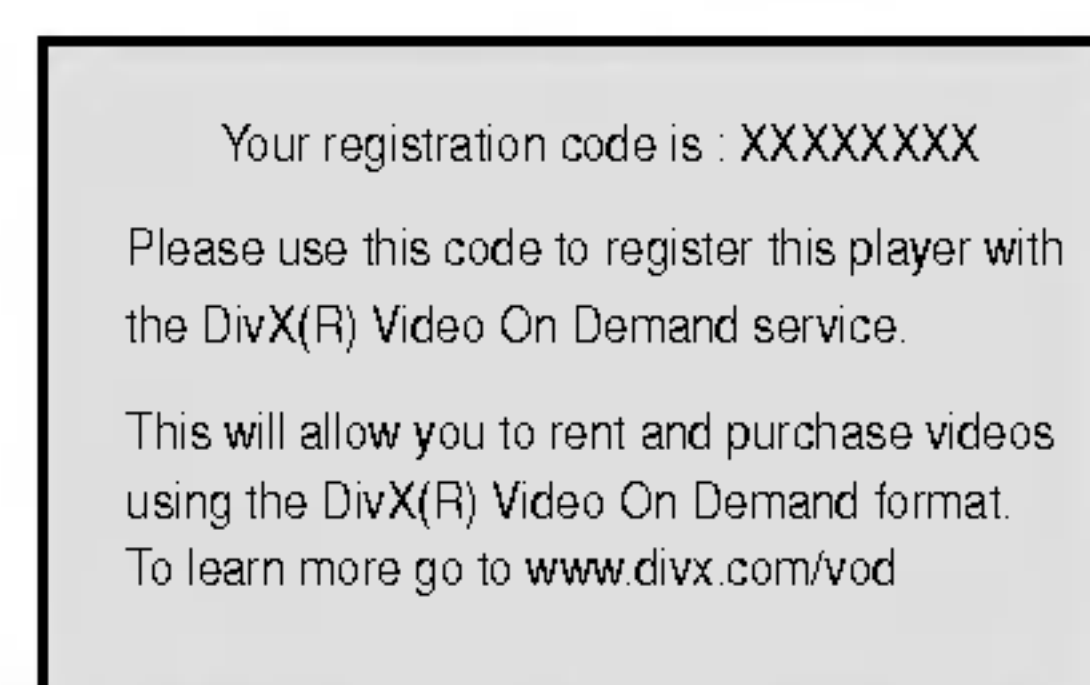 Your registration code is : XXXXXXXX
Please use this code to register this player with
the DivX(R) Video On Demand service.
This will allow you to rent and purchase videos
using the DivX(R) Video On Demand format.
To learn more go to www.divx.com/vod